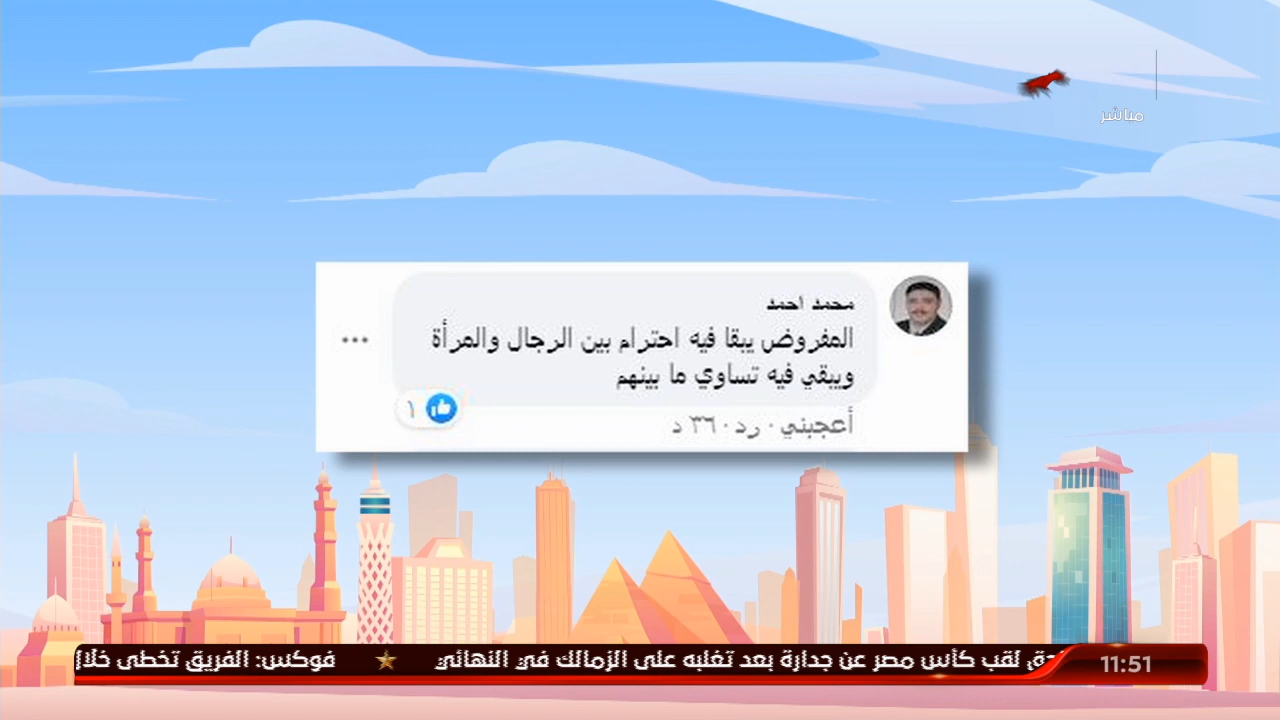 مباشر
محمد احمد
المفروض يبقا فيه احترام بين الرجال والمرأة
ويبقي فيه تساوي ما بينهم
١
أعجبني · رد · ٣٦ د
لقب كأس مصر عن جدارة بعد تغلبه على الزمالك في النهائي ★ فوكس: الفريق تخطى خلال
11:51